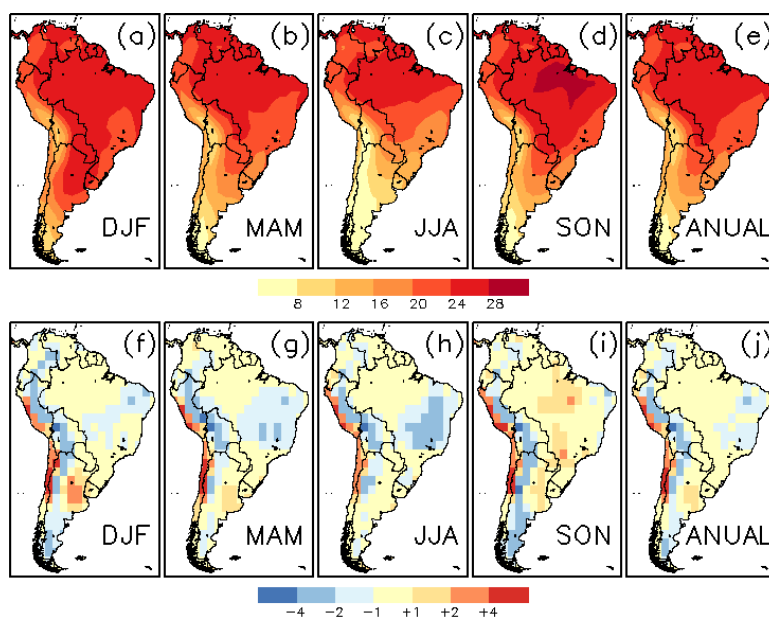 (a) (b) (c) (d) (e)
DJF MAM JJA SON ANUAL
8 12 16 20 24 28
(f) (g) (h) (i) (j)
DJF MAM JJA SON ANUAL
−4 −2 −1 +1 +2 +4